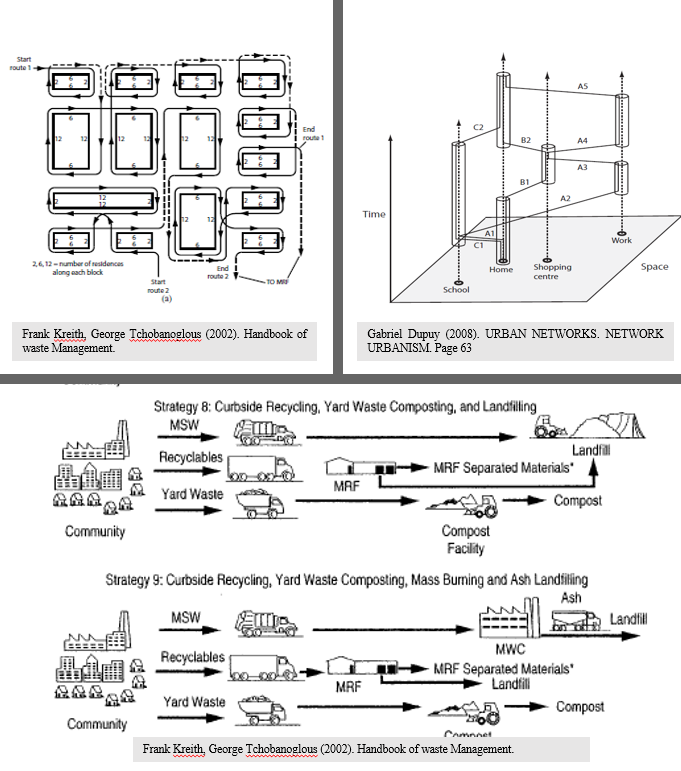 Start
route 1
2 6 6 2
2 6 6 2
2 6 6 2
2 6 6 2
12 6 12 6
12 6 12 6
12 6 12 6
2 6 6 2
End
route 1
2 6 6 2
12
2 12 2
12 6 12 6
2 6 6 2
2 6 6 2
2 6 6 2
2 6 6 2
2, 6, 12 = number of residences
along each block
Start
route 2
End
route 2
TO MRF
(a)
Frank Kreith, George Tchobanoglous (2002). Handbook of
waste Management.
Time
A5
C2
B2
A4
A3
B1
A2
A1
C1
Work
Home
Shopping
centre
Space
School
Gabriel Dupuy (2008). URBAN NETWORKS. NETWORK
URBANISM. Page 63
Community
Strategy 8: Curbside Recycling, Yard Waste Composting, and Landfilling
MSW
Landfill
Recyclables
MRF
MRF Separated Materials*
Yard Waste
Compost
Community
Compost
Facility
Strategy 9: Curbside Recycling, Yard Waste Composting, Mass Burning and Ash Landfilling
Ash
MSW
Landfill
MWC
Recyclables
MRF Separated Materials*
MRF
Landfill
Yard Waste
Compost
Community
Compost
Frank Kreith, George Tchobanoglous (2002). Handbook of waste Management.